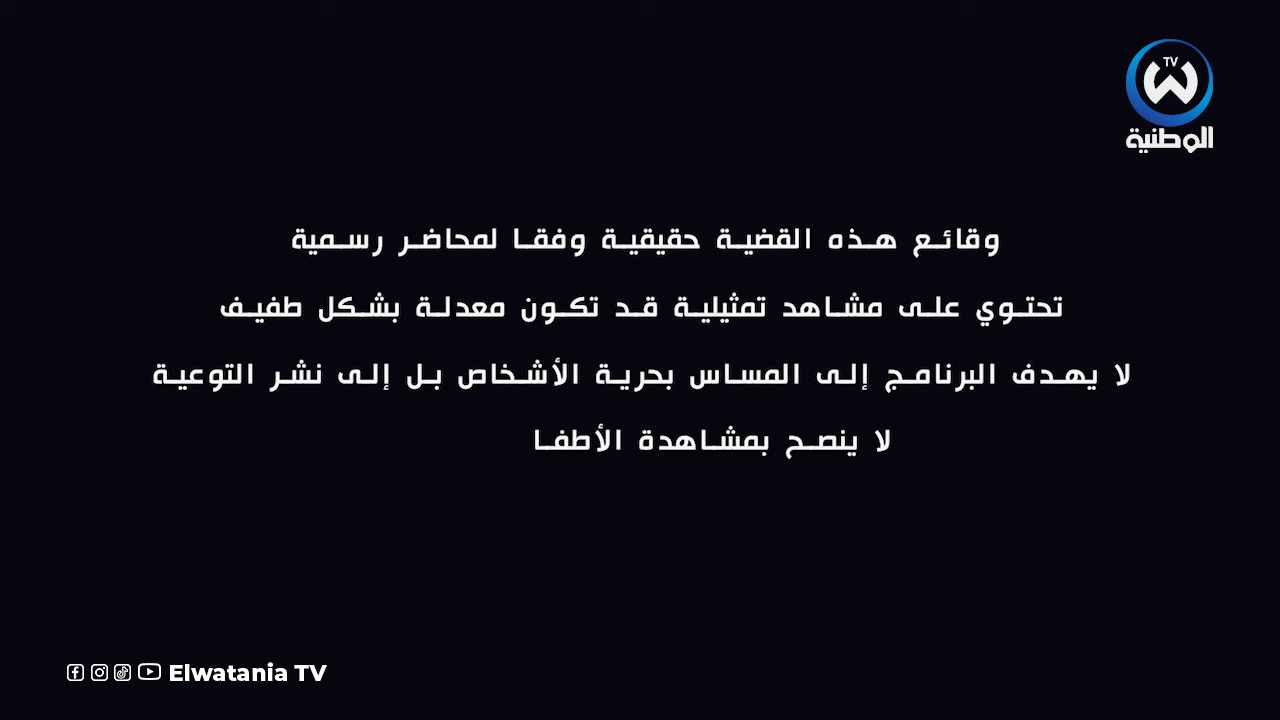 TV
الوطنية
وقائع هذه القضية حقيقية وفقا لمحاضر رسمية
تحتوي على مشاهد تمثيلية قد تكون معدلة بشكل طفيف
لا يهدف البرنامج إلى المساس بحرية الأشخاص بل إلى نشر التوعية
لا ينصح بمشاهدة الأطفا
Elwatania TV